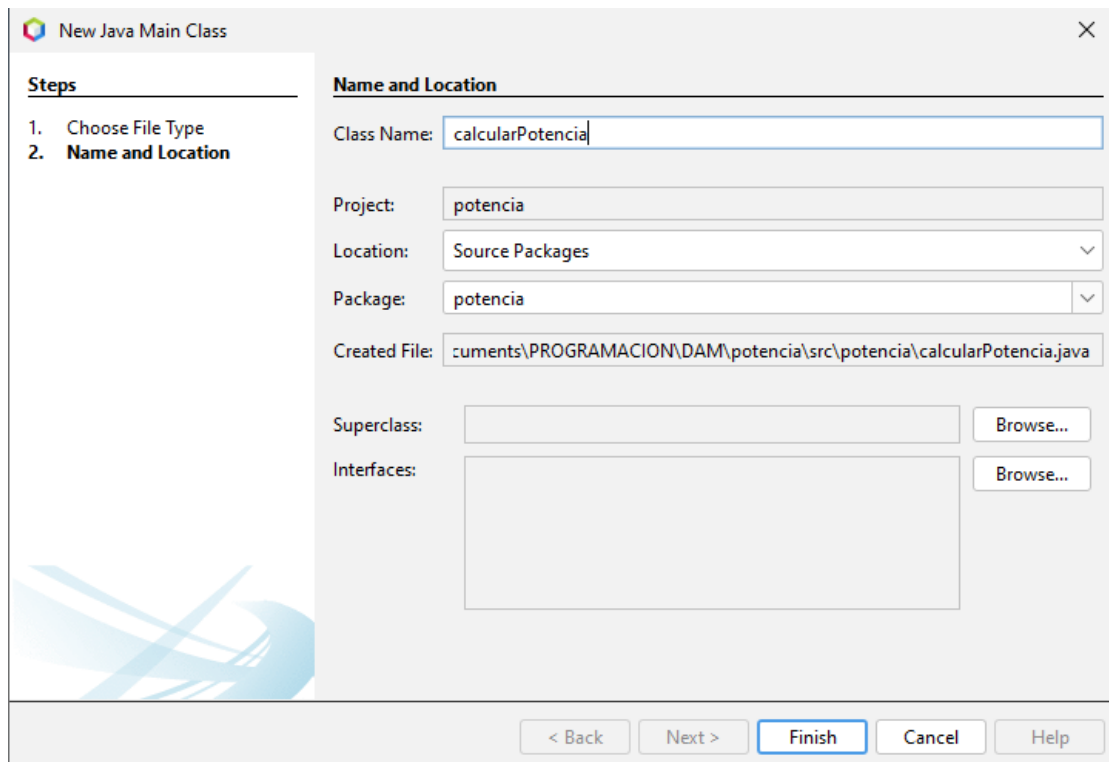 New Java Main Class
Steps
1. Choose File Type
2. Name and Location
Name and Location
Class Name: calcularPotencia
Project: potencia
Location: Source Packages
Package: potencia
Created File: cuments\PROGRAMACION\DAM\potencia\src\potencia\calcularPotencia.java
Superclass: Browse...
Interfaces: Browse...
< Back Next > Finish Cancel Help